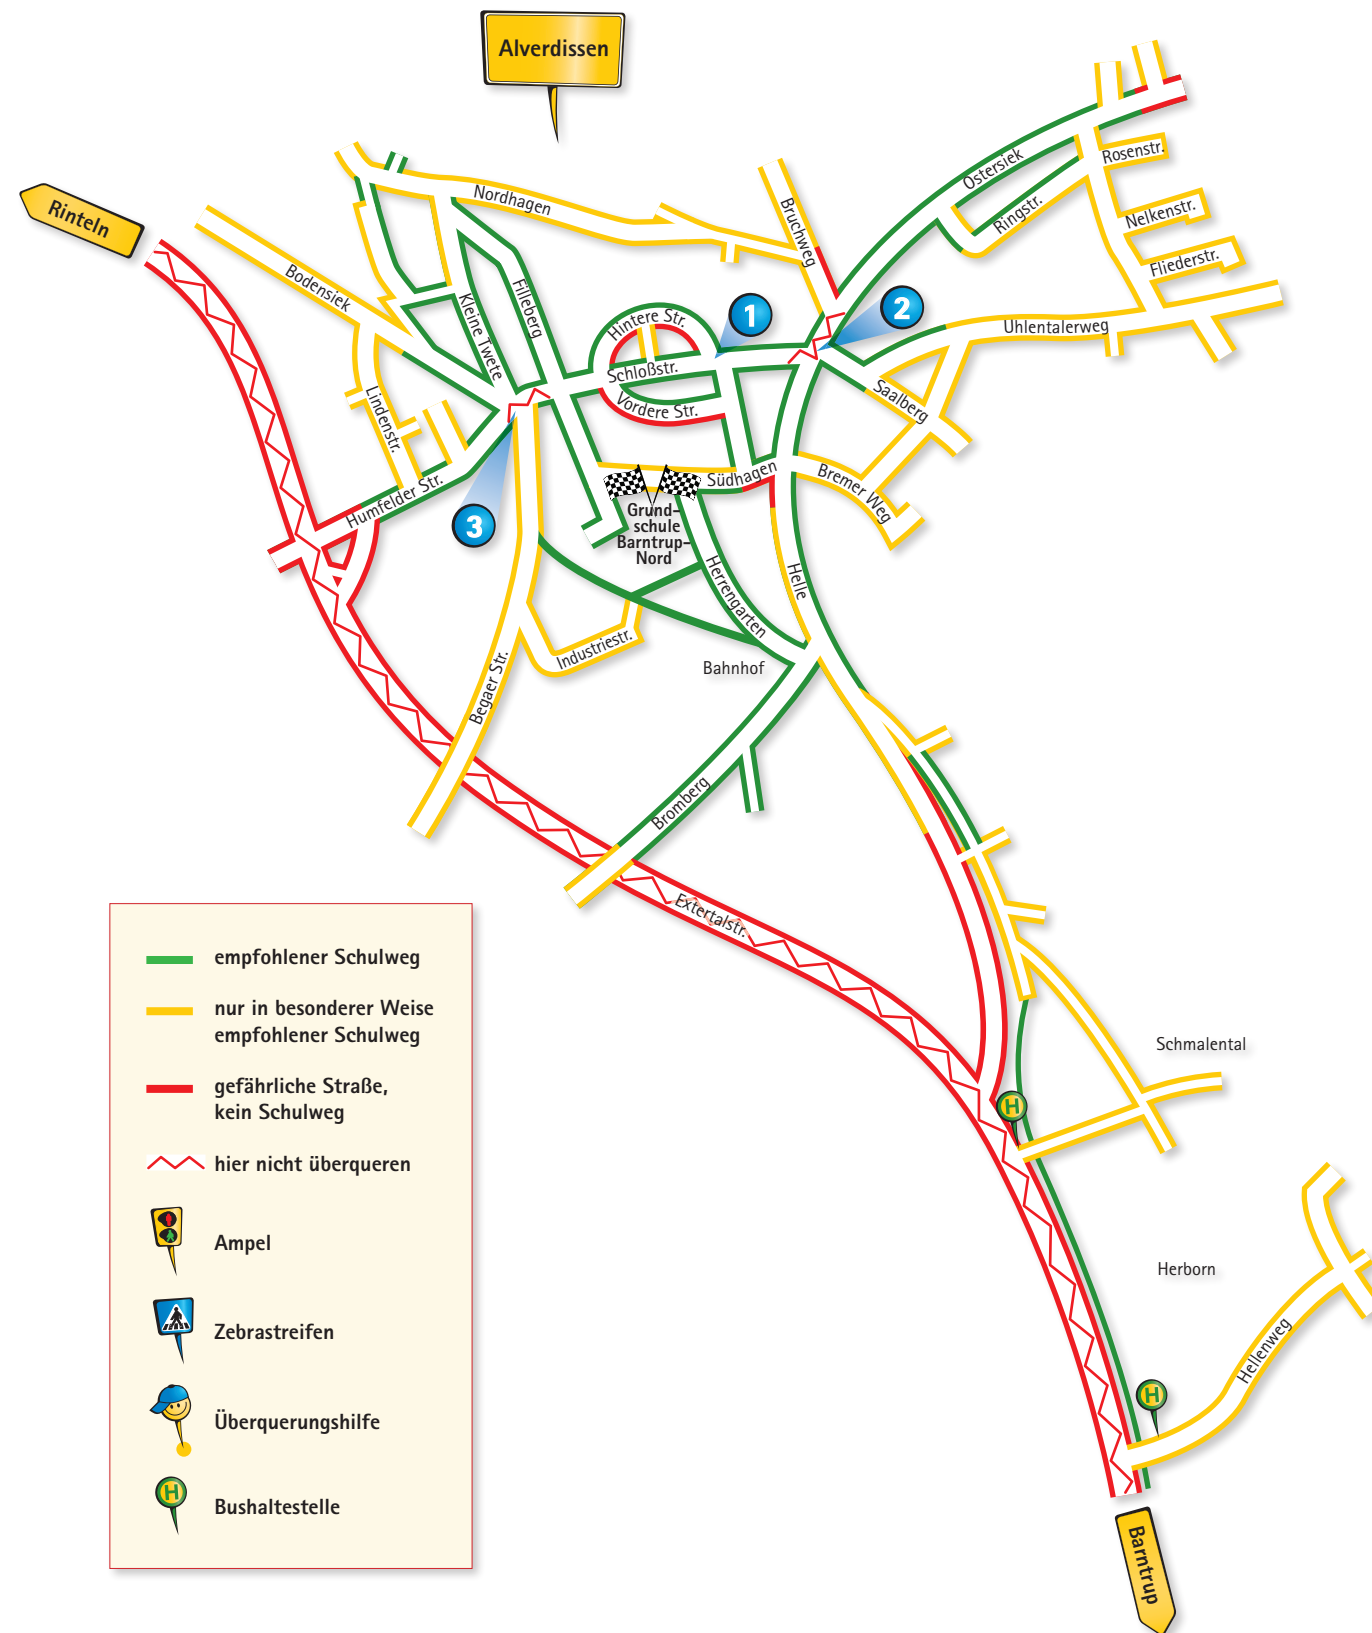 Alverdissen
Rinteln
Nordhagen
Bruchweg
Ostersiek
Ringstr.
Rosenstr.
Nelkenstr.
Fliederstr.
Bodensiek
Kleine Twete
Filleberg
Hintere Str.
1
2
Uhlentalerweg
Schloßstr.
Vordere Str.
Saalberg
Lindenstr.
Humfelder Str.
3
Südhagen
Bremer Weg
Grund-
schule
Barntrup-
Nord
Herrengarten
Helle
Industriestr.
Bahnhof
Begaer Str.
Bromberg
Extertalstr.
Schmalental
H
Herborn
Hellenweg
H
Barntrup
empfohlener Schulweg
nur in besonderer Weise
empfohlener Schulweg
gefährliche Straße,
kein Schulweg
hier nicht überqueren
Ampel
Zebrastreifen
Überquerungshilfe
H
Bushaltestelle